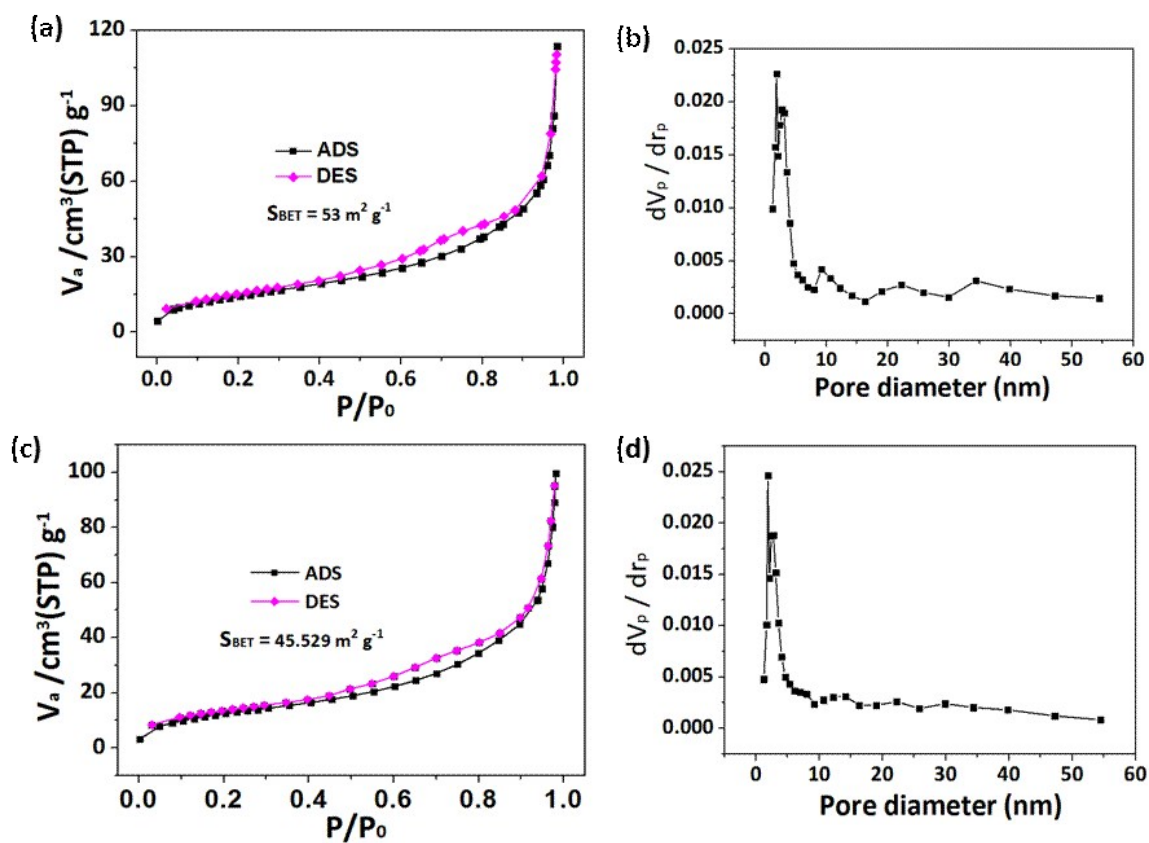 (a)
120
90
60
30
0
Vₐ /cm³(STP) g⁻¹
ADS
DES
SBET = 53 m² g⁻¹
0.0 0.2 0.4 0.6 0.8 1.0
P/P₀
(b)
0.025
0.020
0.015
0.010
0.005
0.000
dVₚ / drₚ
0 10 20 30 40 50 60
Pore diameter (nm)
(c)
100
80
60
40
20
0
Vₐ /cm³(STP) g⁻¹
ADS
DES
SBET = 45.529 m² g⁻¹
0.0 0.2 0.4 0.6 0.8 1.0
P/P₀
(d)
0.025
0.020
0.015
0.010
0.005
0.000
dVₚ / drₚ
0 10 20 30 40 50 60
Pore diameter (nm)